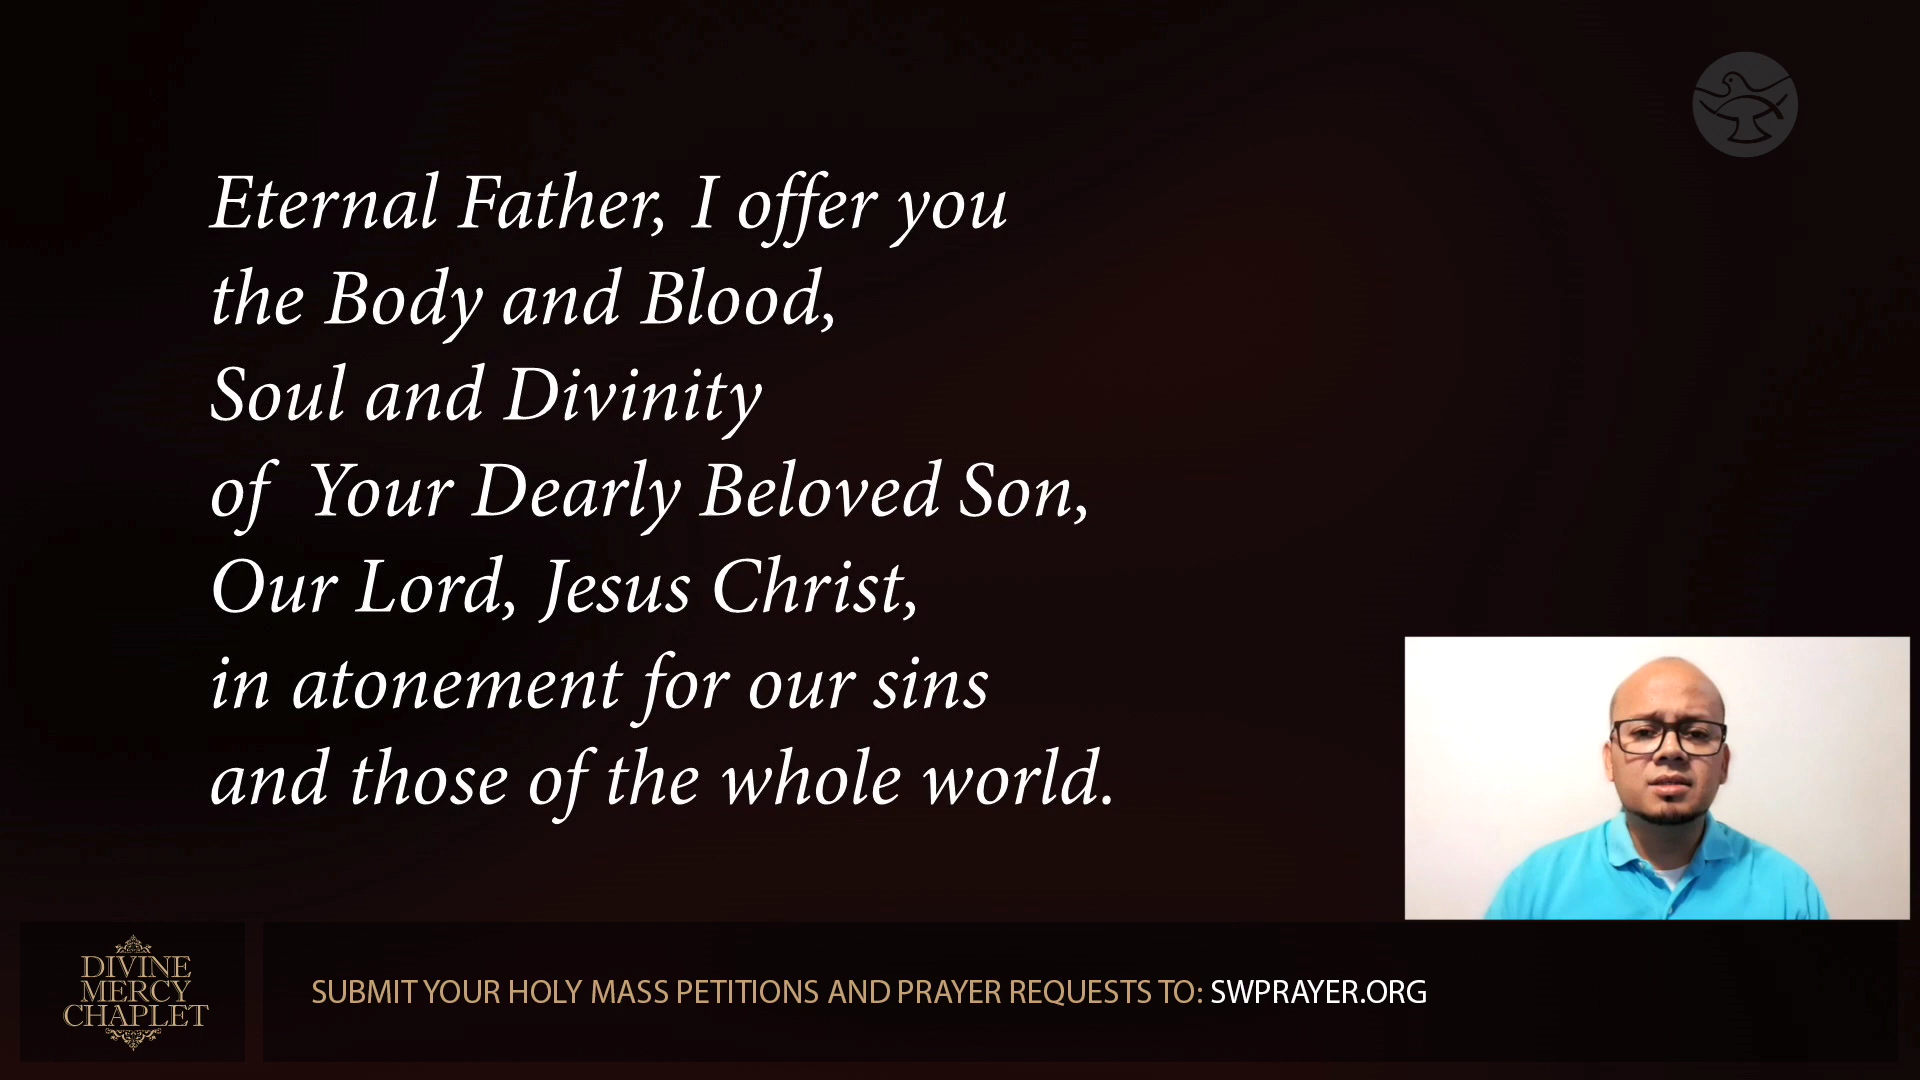 Eternal Father, I offer you
the Body and Blood,
Soul and Divinity
of  Your Dearly Beloved Son,
Our Lord, Jesus Christ,
in atonement for our sins
and those of the whole world.
DIVINE
MERCY
CHAPLET
SUBMIT YOUR HOLY MASS PETITIONS AND PRAYER REQUESTS TO: SWPRAYER.ORG